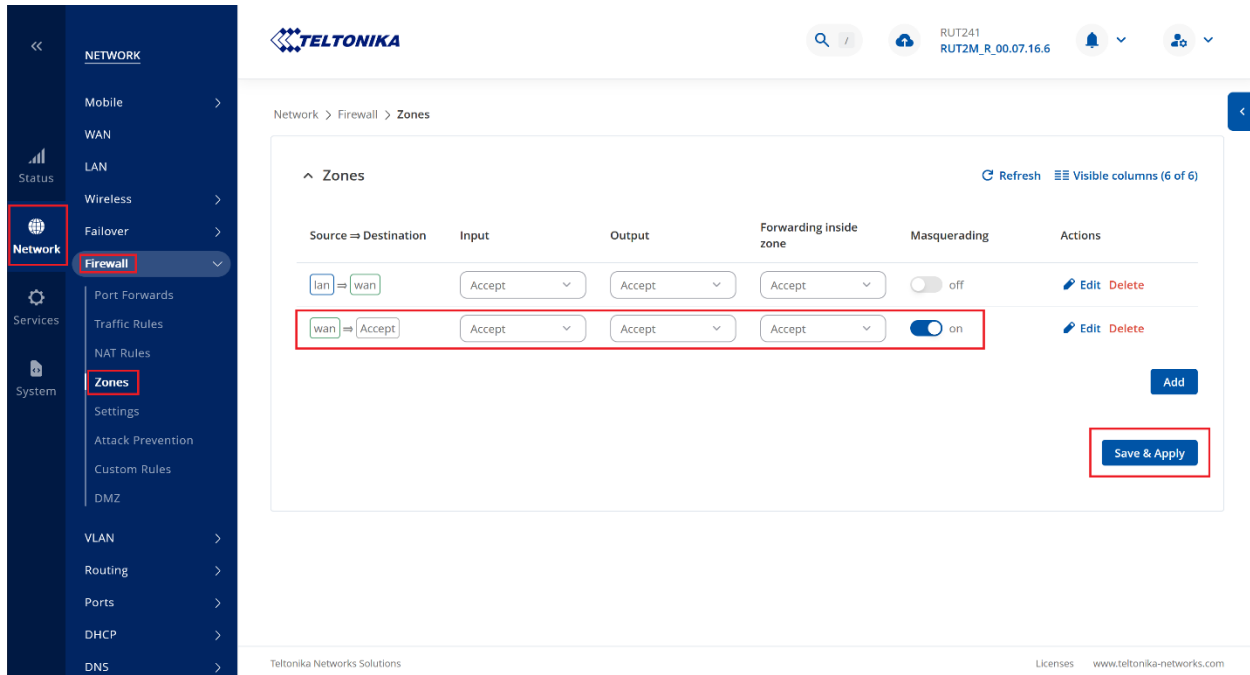 NETWORK
Mobile
WAN
LAN
Wireless
Failover
Firewall
Port Forwards
Traffic Rules
NAT Rules
Zones
Settings
Attack Prevention
Custom Rules
DMZ
VLAN
Routing
Ports
DHCP
DNS
Status
Network
Services
System
TELTONIKA
/
RUT241
RUT2M_R_00.07.16.6
Network > Firewall > Zones
Zones
Refresh Visible columns (6 of 6)
Source ⇒ Destination Input Output Forwarding inside zone Masquerading Actions
lan ⇒ wan Accept Accept Accept off Edit Delete
wan ⇒ Accept Accept Accept Accept on Edit Delete
Add
Save & Apply
Teltonika Networks Solutions Licenses www.teltonika-networks.com